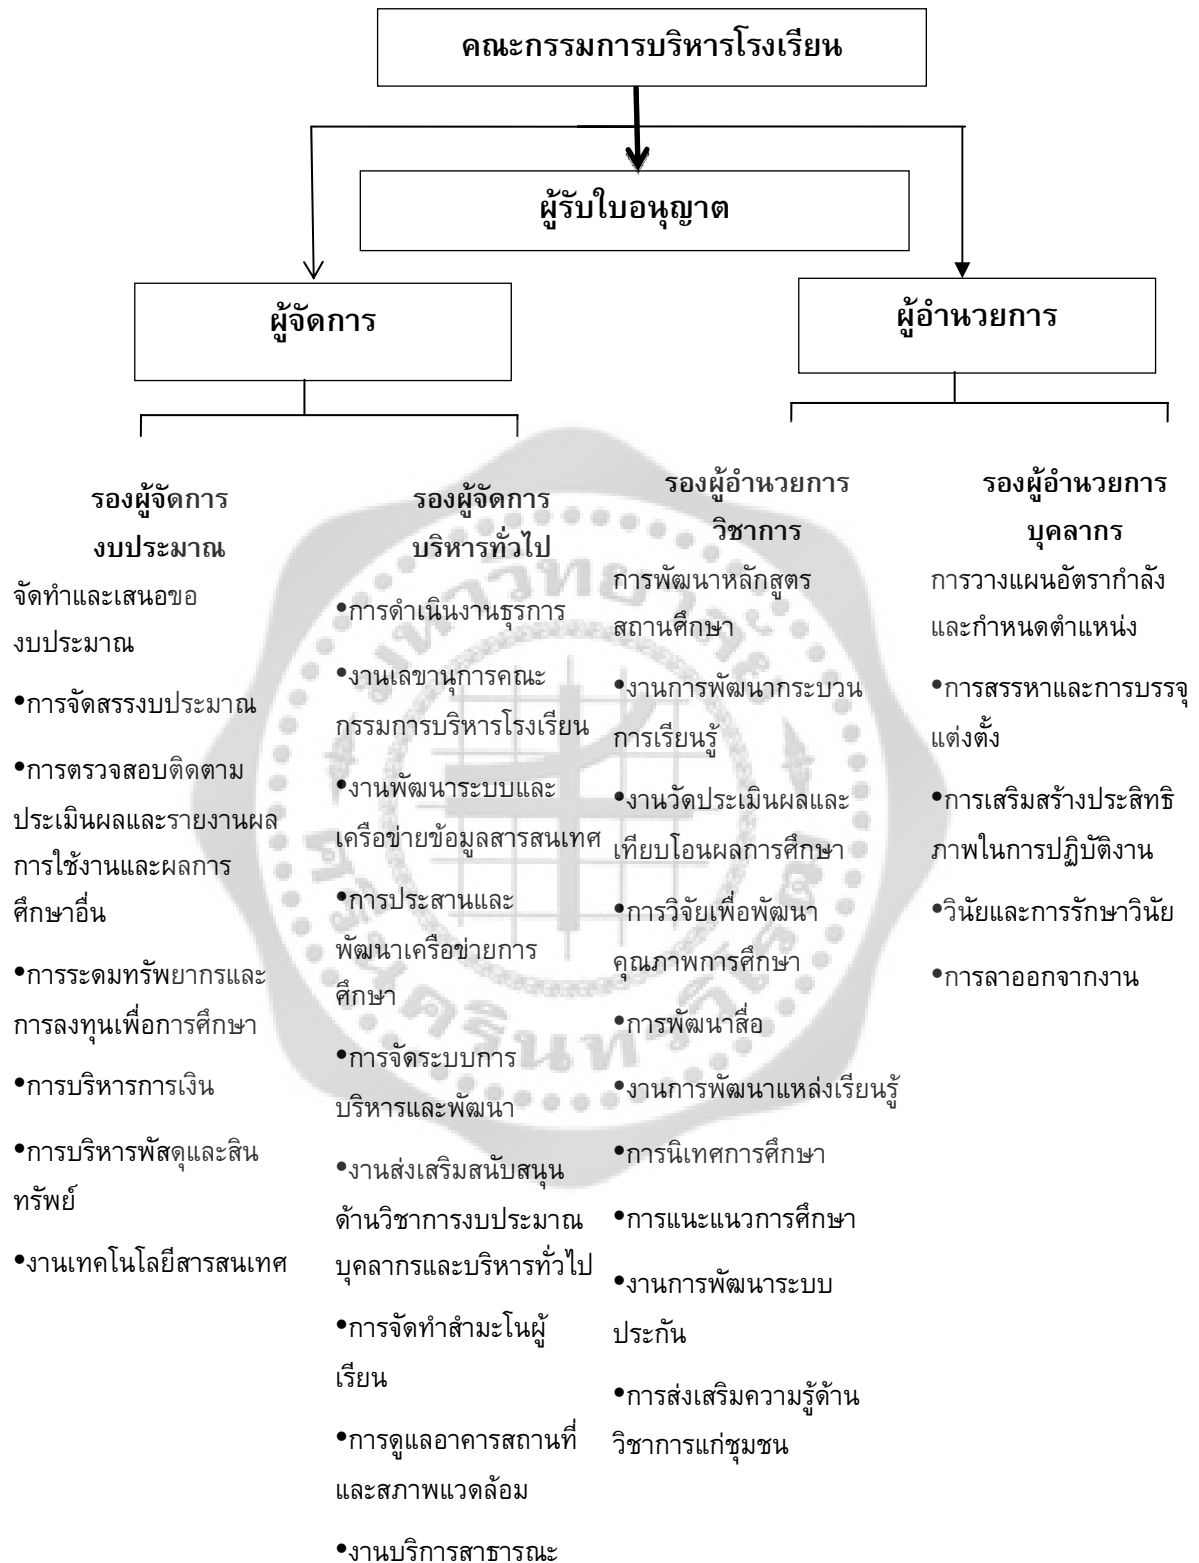 คณะกรรมการบริหารโรงเรียน
ผู้รับใบอนุญาต
ผู้จัดการ
ผู้อำนวยการ
รองผู้จัดการ
งบประมาณ
จัดทำและเสนอขอ
งบประมาณ
•การจัดสรรงบประมาณ
•การตรวจสอบติดตาม
ประเมินผลและรายงานผล
การใช้งานและผลการ
ศึกษาอื่น
•การระดมทรัพยากรและ
การลงทุนเพื่อการศึกษา
•การบริหารการเงิน
•การบริหารพัสดุและสิน
ทรัพย์
•งานเทคโนโลยีสารสนเทศ
รองผู้จัดการ
บริหารทั่วไป
•การดำเนินงานธุรการ
•งานเลขานุการคณะ
กรรมการบริหารโรงเรียน
•งานพัฒนาระบบและ
เครือข่ายข้อมูลสารสนเทศ
•การประสานและ
พัฒนาเครือข่ายการ
ศึกษา
•การจัดระบบการ
บริหารและพัฒนา
•งานส่งเสริมสนับสนุน
ด้านวิชาการงบประมาณ
บุคลากรและบริหารทั่วไป
•การจัดทำสำมะโนผู้
เรียน
•การดูแลอาคารสถานที่
และสภาพแวดล้อม
•งานบริการสาธารณะ
รองผู้อำนวยการ
วิชาการ
การพัฒนาหลักสูตร
สถานศึกษา
•งานการพัฒนากระบวน
การเรียนรู้
•งานวัดประเมินผลและ
เทียบโอนผลการศึกษา
•การวิจัยเพื่อพัฒนา
คุณภาพการศึกษา
•การพัฒนาสื่อ
•งานการพัฒนาแหล่งเรียนรู้
•การนิเทศการศึกษา
•การแนะแนวการศึกษา
•งานการพัฒนาระบบ
ประกัน
•การส่งเสริมความรู้ด้าน
วิชาการแก่ชุมชน
รองผู้อำนวยการ
บุคลากร
การวางแผนอัตรากำลัง
และกำหนดตำแหน่ง
•การสรรหาและการบรรจุ
แต่งตั้ง
•การเสริมสร้างประสิทธิ
ภาพในการปฏิบัติงาน
•วินัยและการรักษาวินัย
•การลาออกจากงาน
มหาวิทยาลัย
ศรีนครินทรวิโรฒ